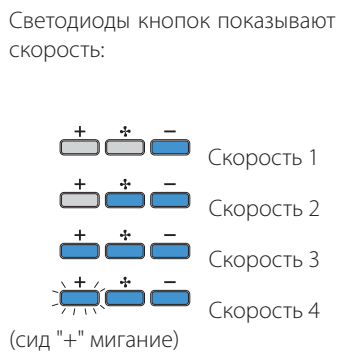 Светодиоды кнопок показывают
скорость:
+ –
Скорость 1
+ –
Скорость 2
+ –
Скорость 3
+ –
Скорость 4
(сид "+" мигание)